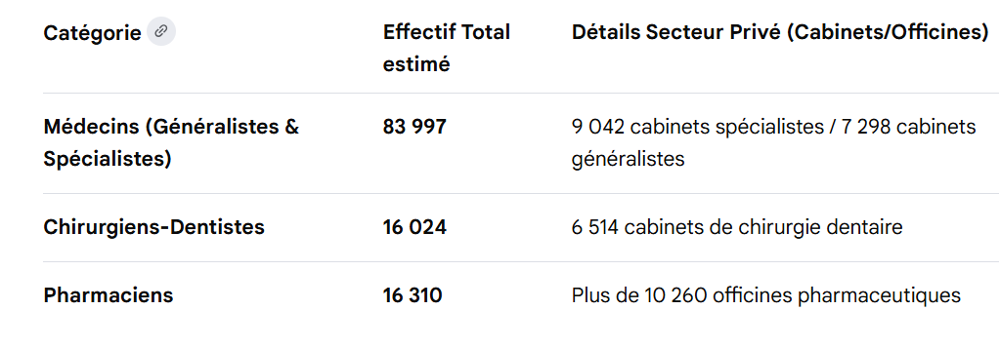 Catégorie
Effectif Total
estimé
Détails Secteur Privé (Cabinets/Officines)
Médecins (Généralistes &
Spécialistes)
83 997
9 042 cabinets spécialistes / 7 298 cabinets
généralistes
Chirurgiens-Dentistes
16 024
6 514 cabinets de chirurgie dentaire
Pharmaciens
16 310
Plus de 10 260 officines pharmaceutiques